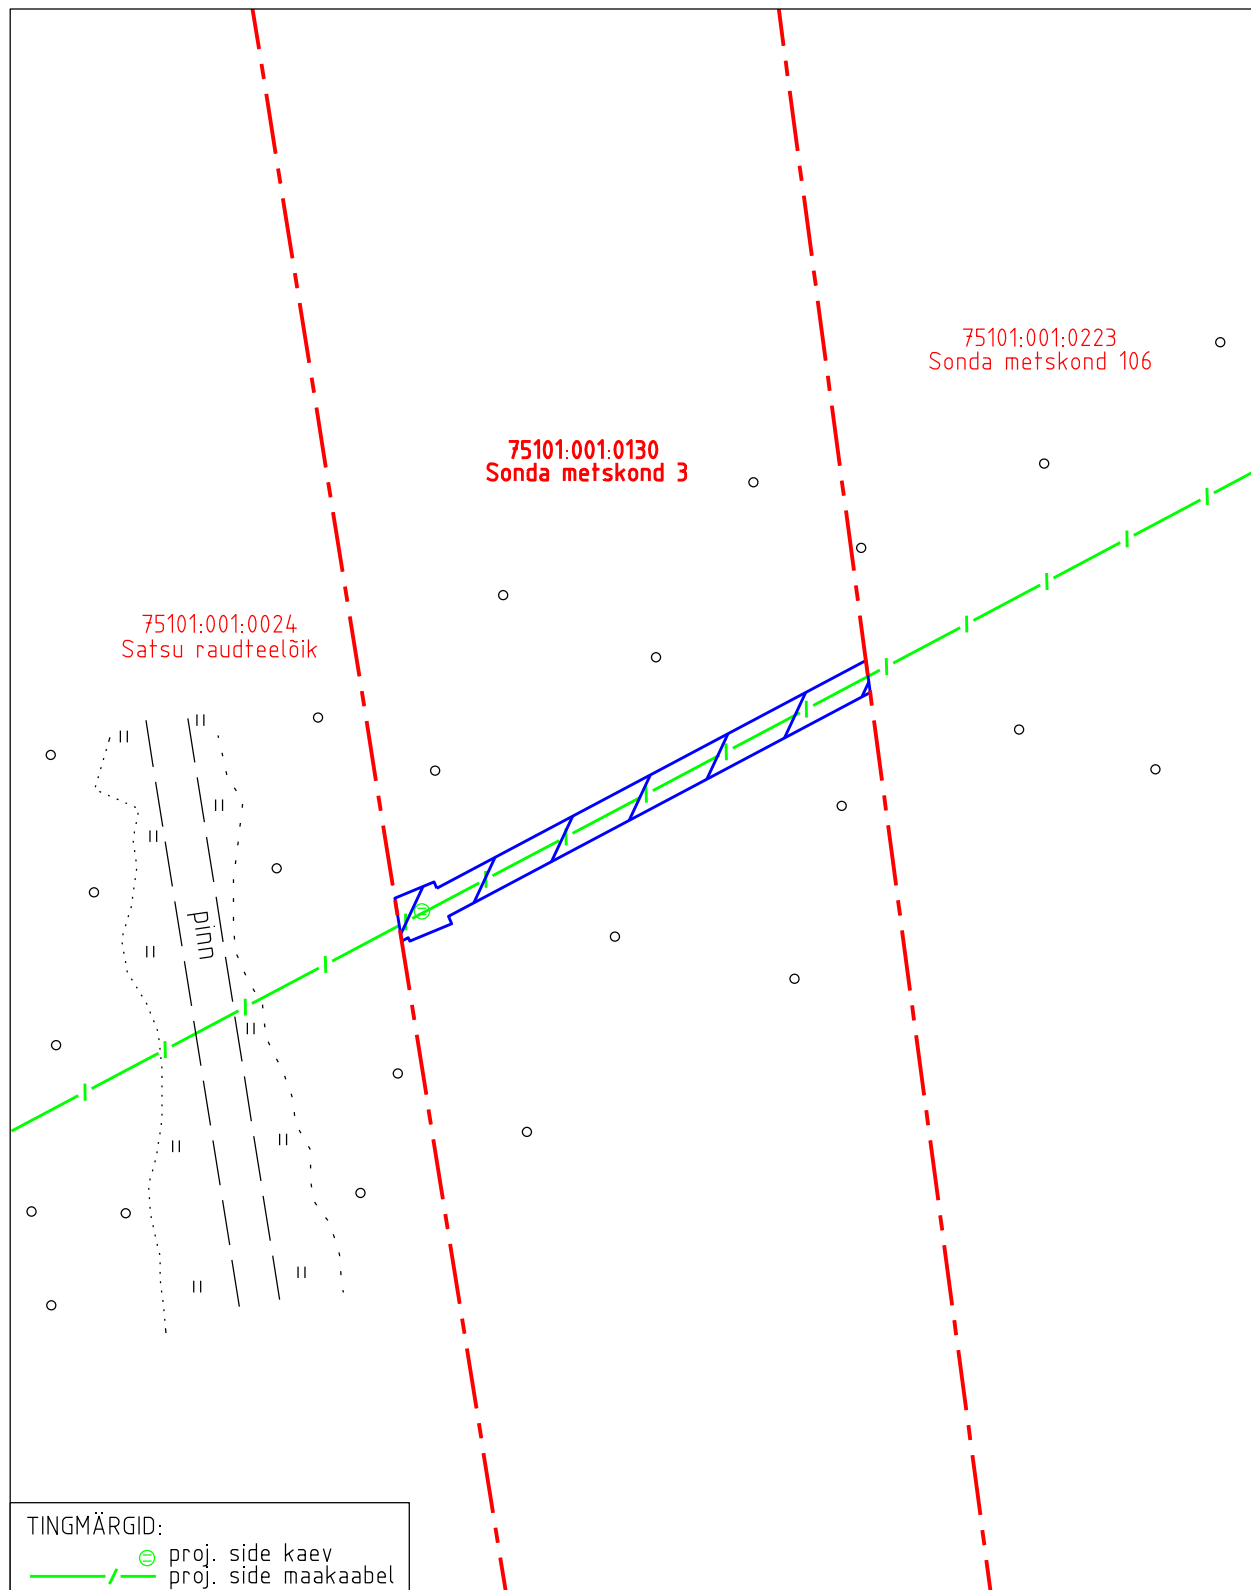 75101:001:0223
Sonda metskond 106
75101:001:0130
Sonda metskond 3
75101:001:0024
Satsu raudteelõik
pinn
TINGMÄRGID:
proj. side kaev
proj. side maakaabel